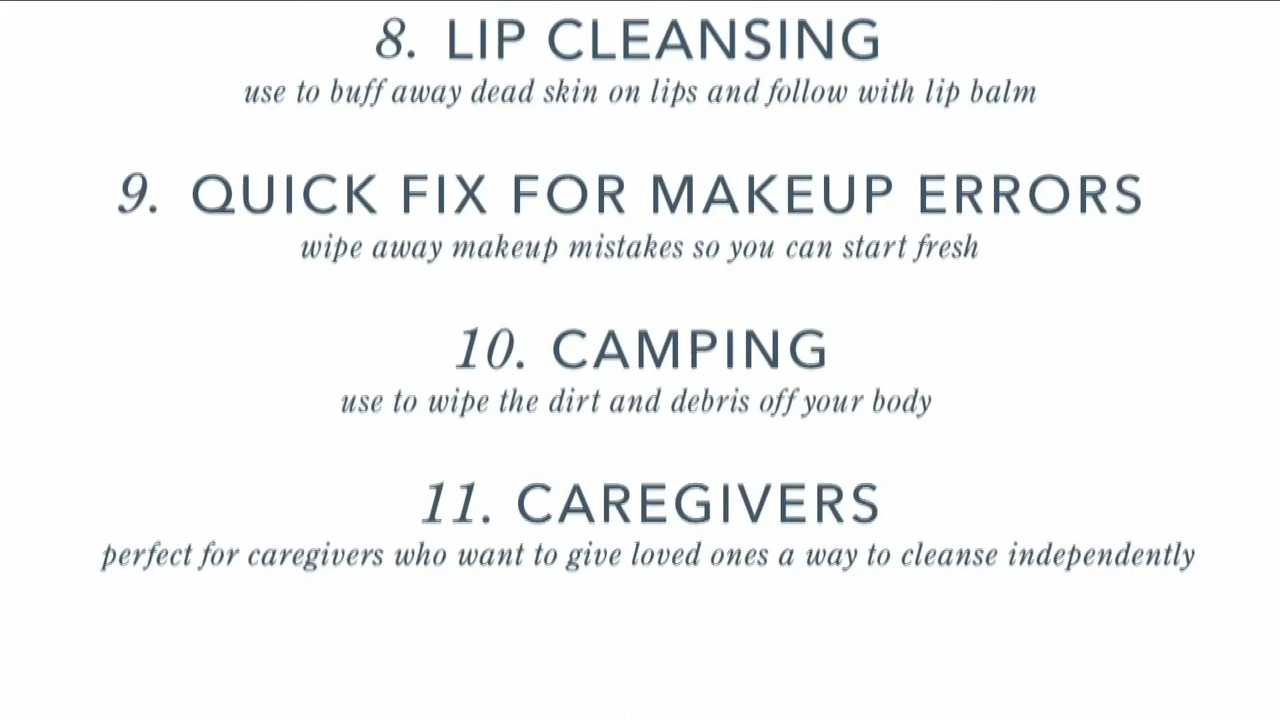 8. LIP CLEANSING
use to buff away dead skin on lips and follow with lip balm
9. QUICK FIX FOR MAKEUP ERRORS
wipe away makeup mistakes so you can start fresh
10. CAMPING
use to wipe the dirt and debris off your body
11. CAREGIVERS
perfect for caregivers who want to give loved ones a way to cleanse independently